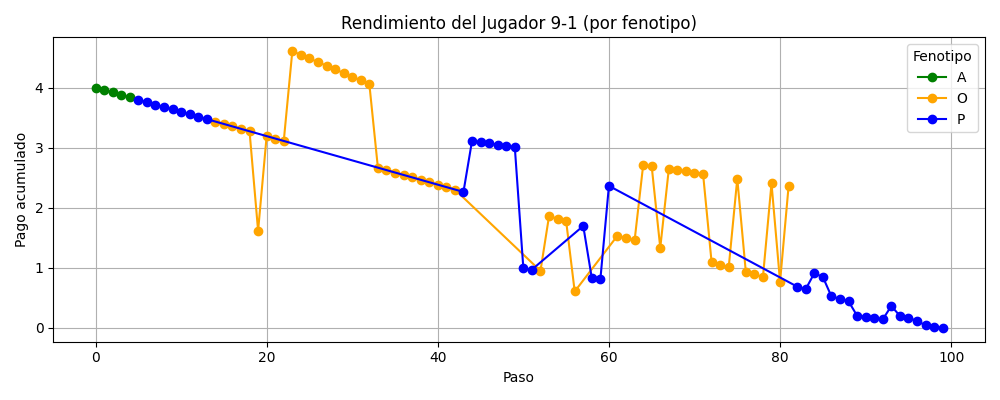 Rendimiento del Jugador 9-1 (por fenotipo)
Pago acumulado
4
3
2
1
0
0 20 40 60 80 100
Paso
Fenotipo
A
O
P